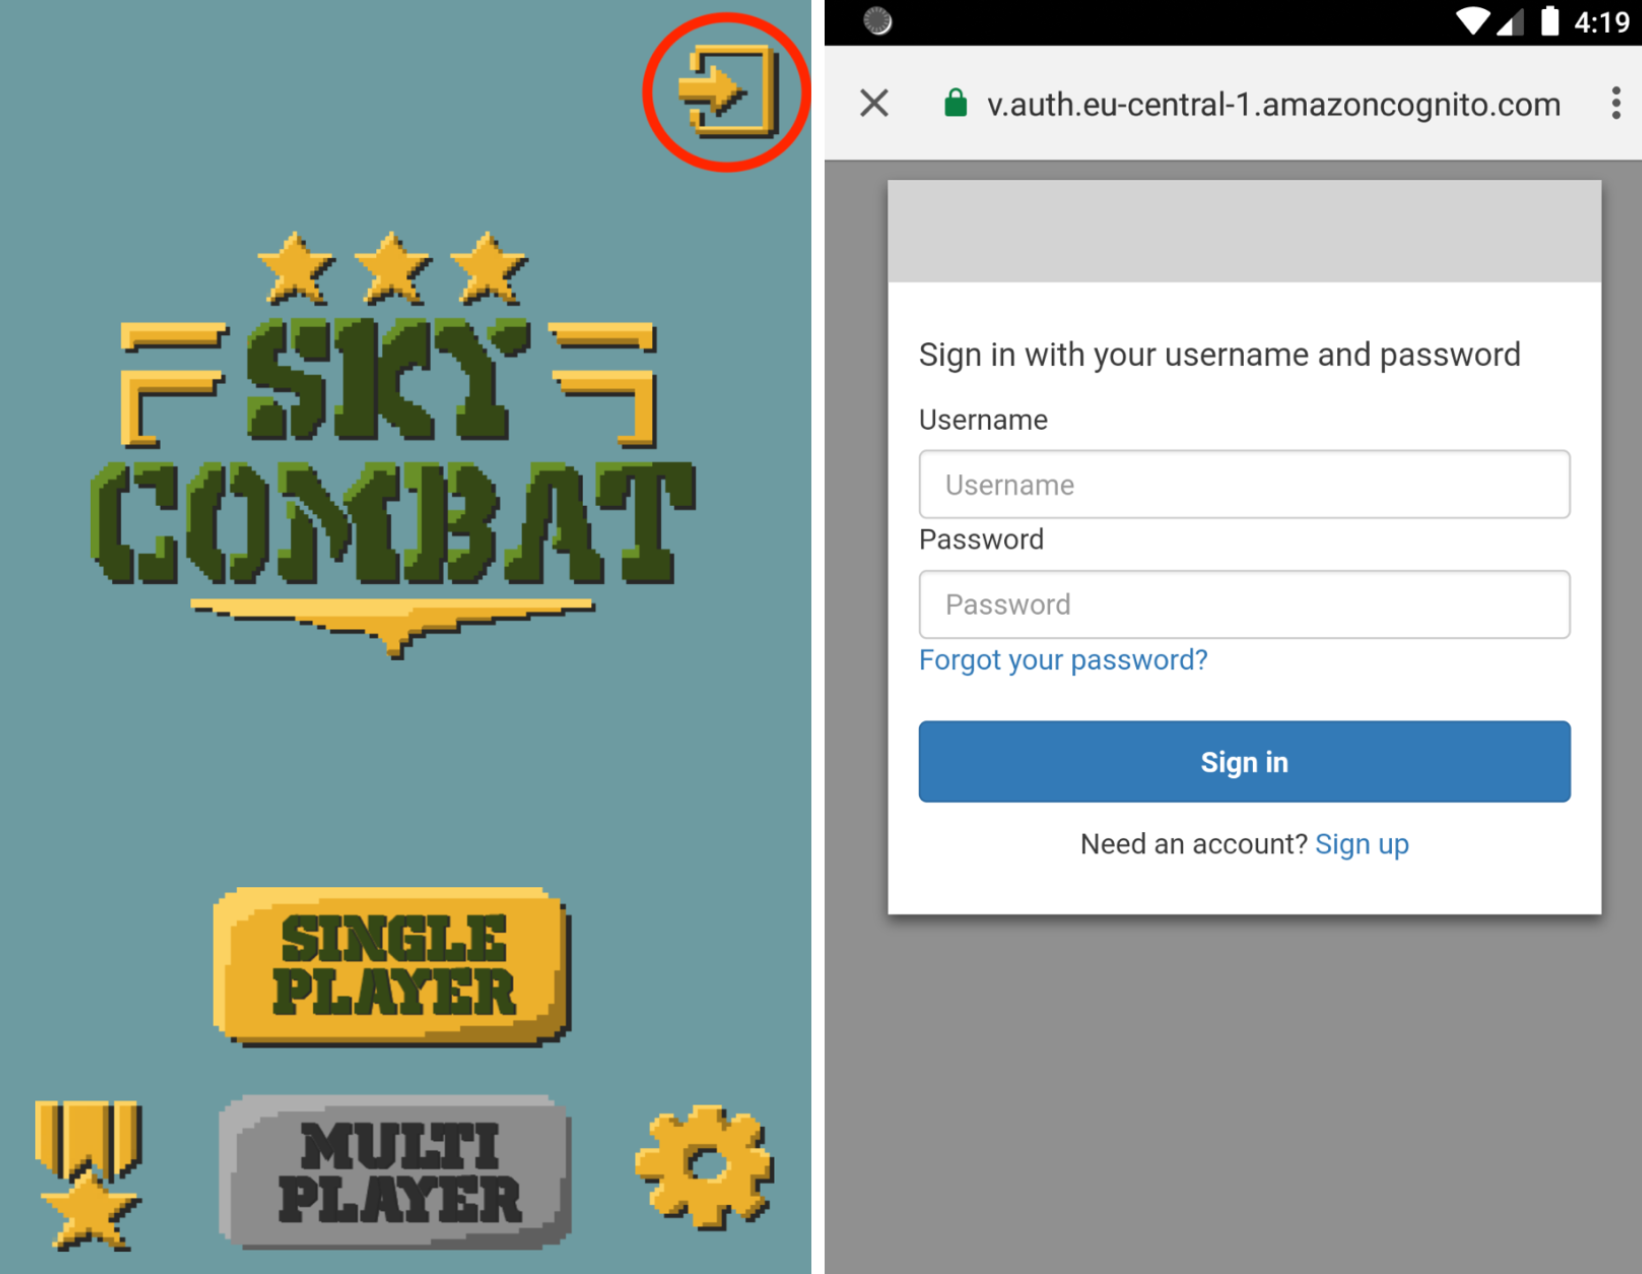 SKY
COMBAT
SINGLE
PLAYER
MULTI
PLAYER
4:19
v.auth.eu-central-1.amazoncognito.com
Sign in with your username and password
Username
Username
Password
Password
Forgot your password?
Sign in
Need an account? Sign up